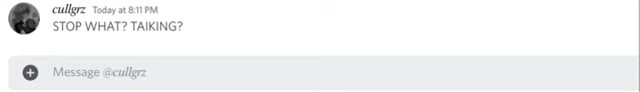 cullgrz Today at 8:11 PM
STOP WHAT? TAIKING?
Message @cullgrz